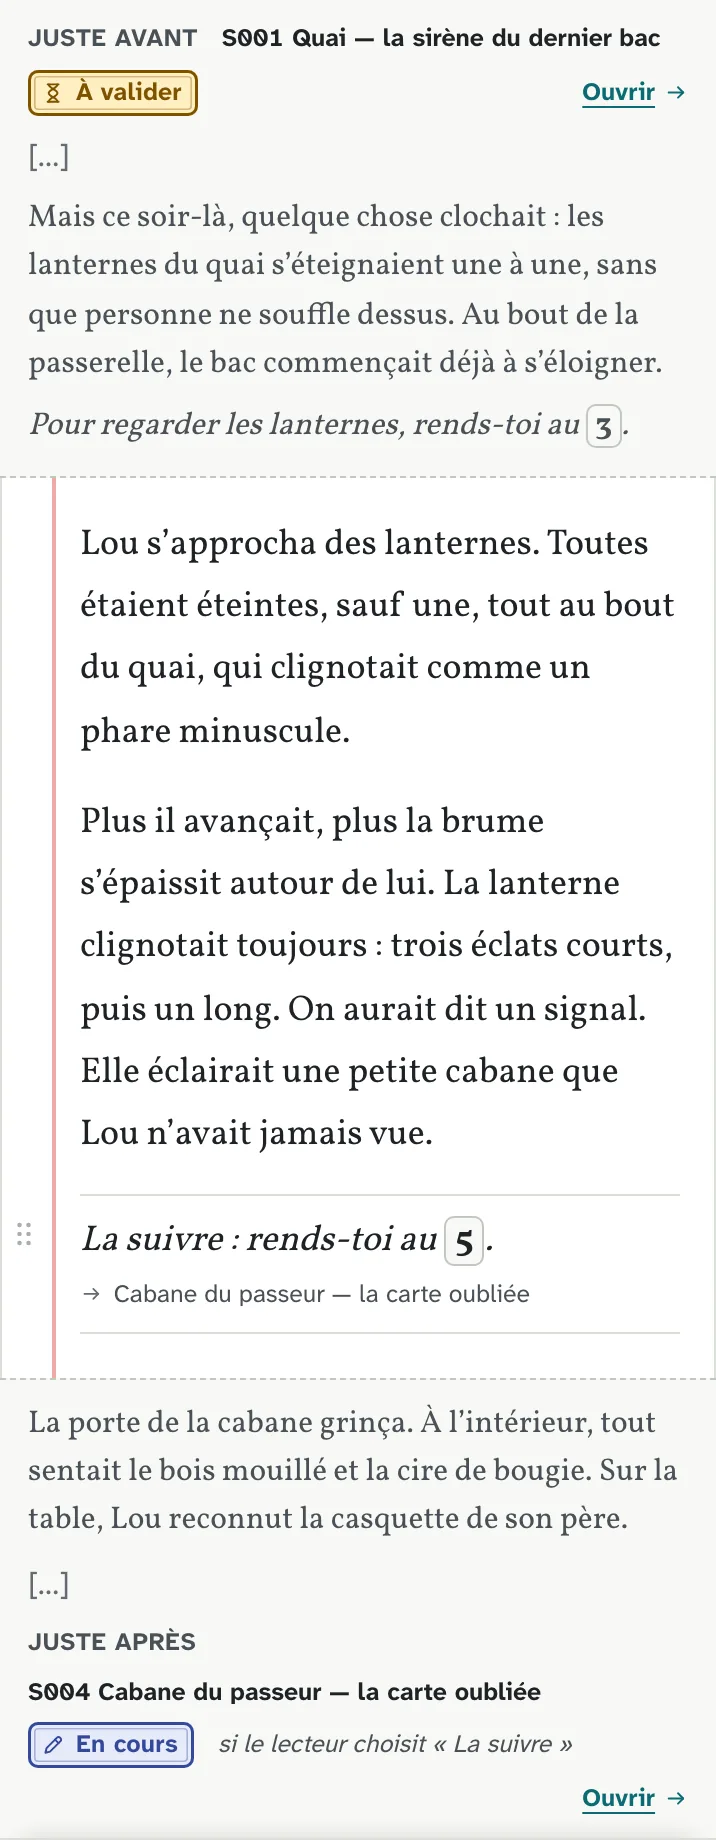 JUSTE AVANT S001 Quai — la sirène du dernier bac
À valider Ouvrir →
[…]
Mais ce soir-là, quelque chose clochait : les
lanternes du quai s’éteignaient une à une, sans
que personne ne souffle dessus. Au bout de la
passerelle, le bac commençait déjà à s’éloigner.
Pour regarder les lanternes, rends-toi au 3.
Lou s’approcha des lanternes. Toutes
étaient éteintes, sauf une, tout au bout
du quai, qui clignotait comme un
phare minuscule.
Plus il avançait, plus la brume
s’épaissit autour de lui. La lanterne
clignotait toujours : trois éclats courts,
puis un long. On aurait dit un signal.
Elle éclairait une petite cabane que
Lou n’avait jamais vue.
La suivre : rends-toi au 5.
→ Cabane du passeur — la carte oubliée
La porte de la cabane grinça. À l’intérieur, tout
sentait le bois mouillé et la cire de bougie. Sur la
table, Lou reconnut la casquette de son père.
[…]
JUSTE APRÈS
S004 Cabane du passeur — la carte oubliée
En cours si le lecteur choisit « La suivre »
Ouvrir →